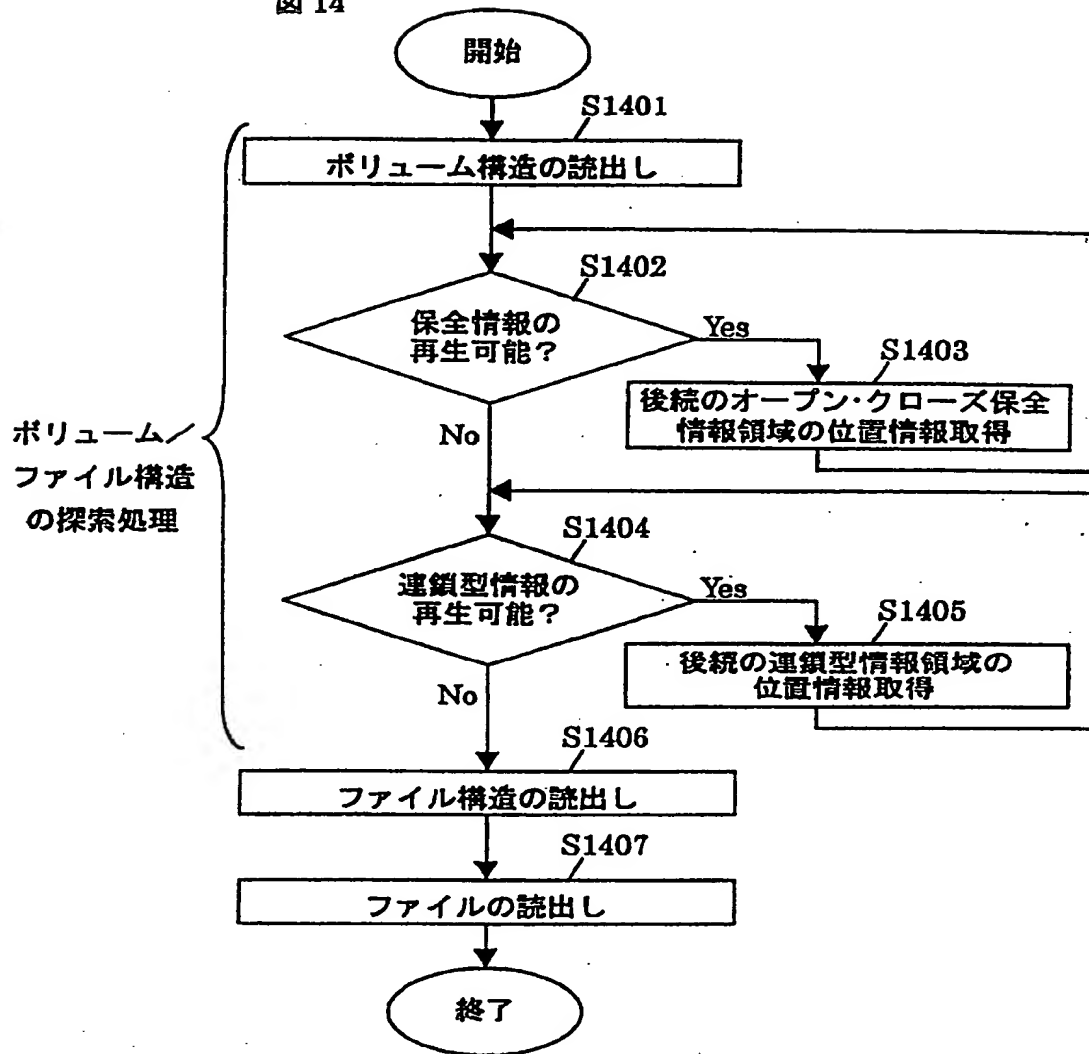 図 14
開始
S1401
ボリューム構造の読出し
S1402
保全情報の
再生可能?
Yes
S1403
後続のオープン・クローズ保全
情報領域の位置情報取得
No
ボリューム/
ファイル構造
の探索処理
S1404
連鎖型情報の
再生可能?
Yes
S1405
後続の連鎖型情報領域の
位置情報取得
No
S1406
ファイル構造の読出し
S1407
ファイルの読出し
終了